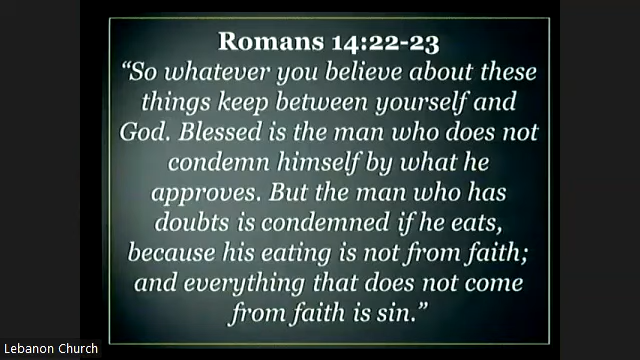 Romans 14:22-23
“So whatever you believe about these
things keep between yourself and
God. Blessed is the man who does not
condemn himself by what he
approves. But the man who has
doubts is condemned if he eats,
because his eating is not from faith;
and everything that does not come
from faith is sin.”
Lebanon Church